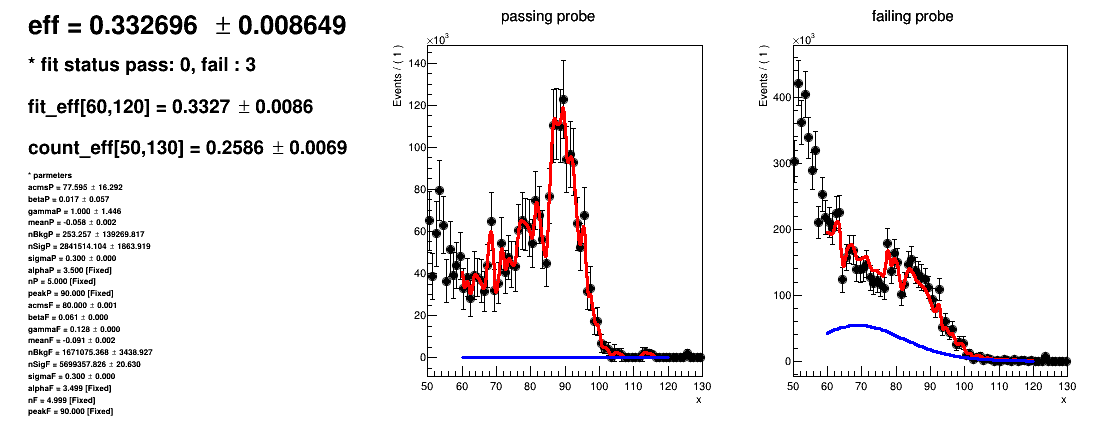 eff = 0.332696 ± 0.008649
* fit status pass: 0, fail : 3
fit_eff[60,120] = 0.3327 ± 0.0086
count_eff[50,130] = 0.2586 ± 0.0069
* parmeters
acmsP = 77.595 ± 16.292
betaP = 0.017 ± 0.057
gammaP = 1.000 ± 1.446
meanP = -0.058 ± 0.002
nBkgP = 253.257 ± 139269.817
nSigP = 2841514.104 ± 1863.919
sigmaP = 0.300 ± 0.000
alphaP = 3.500 [Fixed]
nP = 5.000 [Fixed]
peakP = 90.000 [Fixed]
acmsF = 80.000 ± 0.001
betaF = 0.061 ± 0.000
gammaF = 0.128 ± 0.000
meanF = -0.091 ± 0.002
nBkgF = 1671075.368 ± 3438.927
nSigF = 5699357.826 ± 20.630
sigmaF = 0.300 ± 0.000
alphaF = 3.499 [Fixed]
nF = 4.999 [Fixed]
peakF = 90.000 [Fixed]
passing probe
×10³
Events / ( 1 )
140
120
100
80
60
40
20
0
50 60 70 80 90 100 110 120 130
x
failing probe
×10³
Events / ( 1 )
400
300
200
100
0
50 60 70 80 90 100 110 120 130
x